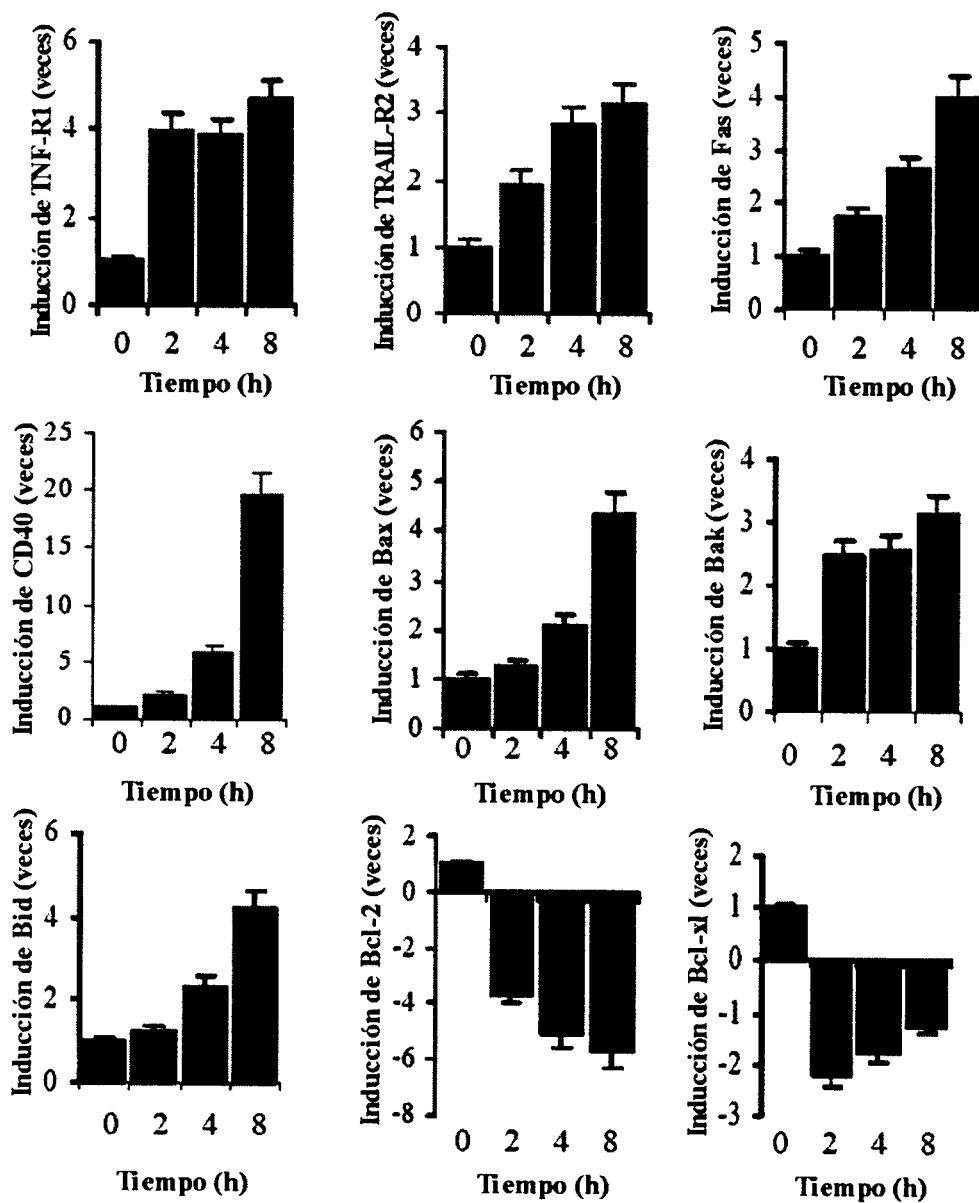 Inducción de TNF-R1 (veces)
6
4
2
0
0 2 4 8
Tiempo (h)
Inducción de TRAIL-R2 (veces)
4
3
2
1
0
0 2 4 8
Tiempo (h)
Inducción de Fas (veces)
5
4
3
2
1
0
0 2 4 8
Tiempo (h)
Inducción de CD40 (veces)
25
20
15
10
5
0
0 2 4 8
Tiempo (h)
Inducción de Bax (veces)
6
5
4
3
2
1
0
0 2 4 8
Tiempo (h)
Inducción de Bak (veces)
4
3
2
1
0
0 2 4 8
Tiempo (h)
Inducción de Bid (veces)
6
4
2
0
0 2 4 8
Tiempo (h)
Inducción de Bcl-2 (veces)
2
0
-2
-4
-6
-8
0 2 4 8
Tiempo (h)
Inducción de Bcl-xl (veces)
2
1
0
-1
-2
-3
0 2 4 8
Tiempo (h)